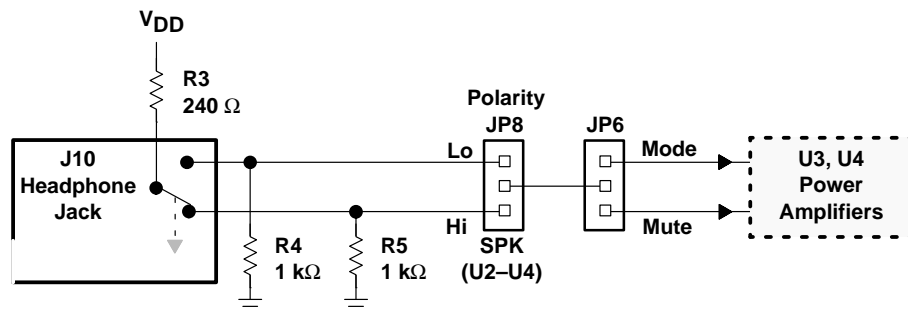 VDD
R3
240 Ω
Polarity
JP8
JP6
J10
Headphone
Jack
Lo
Mode
U3, U4
Power
Amplifiers
Hi
Mute
R4
1 kΩ
R5
1 kΩ
SPK
(U2–U4)